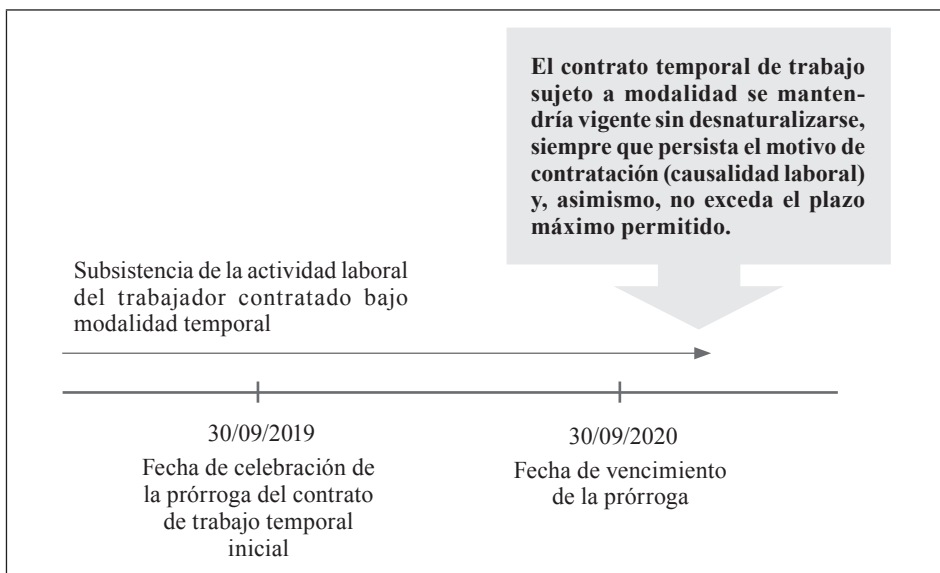 El contrato temporal de trabajo
sujeto a modalidad se manten-
dría vigente sin desnaturalizarse,
siempre que persista el motivo de
contratación (causalidad laboral)
y, asimismo, no exceda el plazo
máximo permitido.
Subsistencia de la actividad laboral
del trabajador contratado bajo
modalidad temporal
30/09/2019
Fecha de celebración de
la prórroga del contrato
de trabajo temporal
inicial
30/09/2020
Fecha de vencimiento
de la prórroga